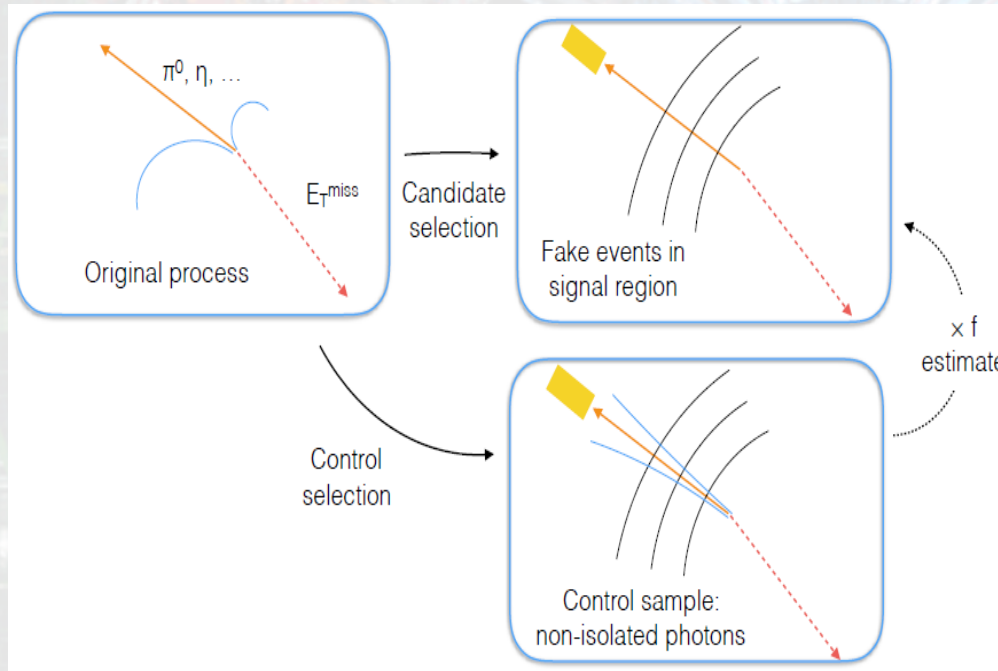 π⁰, η, ...
E_T^miss
Original process
Candidate
selection
Fake events in
signal region
× f
estimate
Control
selection
Control sample:
non-isolated photons